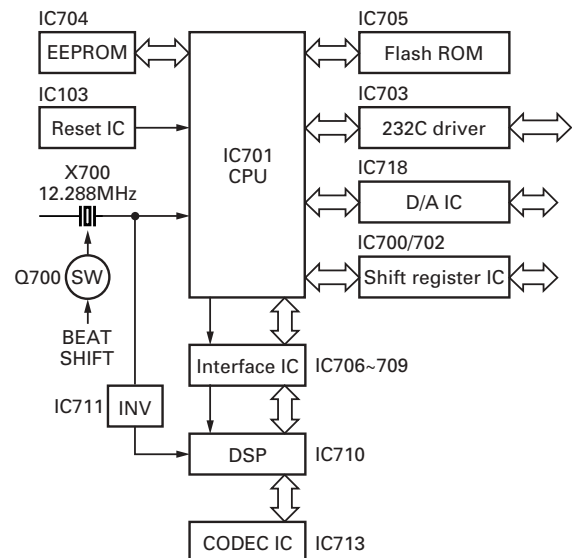 IC704
EEPROM
IC103
Reset IC
X700
12.288MHz
Q700
SW
BEAT
SHIFT
IC711
INV
IC701
CPU
IC705
Flash ROM
IC703
232C driver
IC718
D/A IC
IC700/702
Shift register IC
Interface IC
IC706~709
DSP
IC710
CODEC IC
IC713